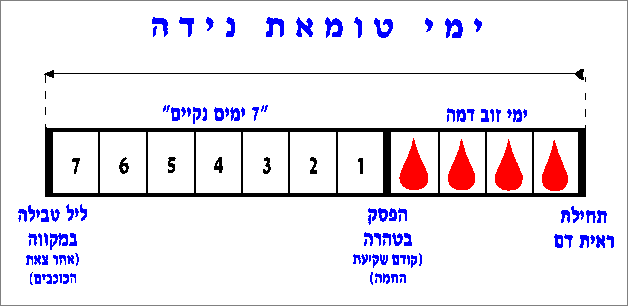 ימי טומאת נידה
ימי זוב דמה
"7 ימים נקיים"
1 2 3 4 5 6 7
תחילת
ראית דם
הפסק
בטהרה
(קודם שקיעת
החמה)
ליל טבילה
במקווה
(אחר צאת
הכוכבים)